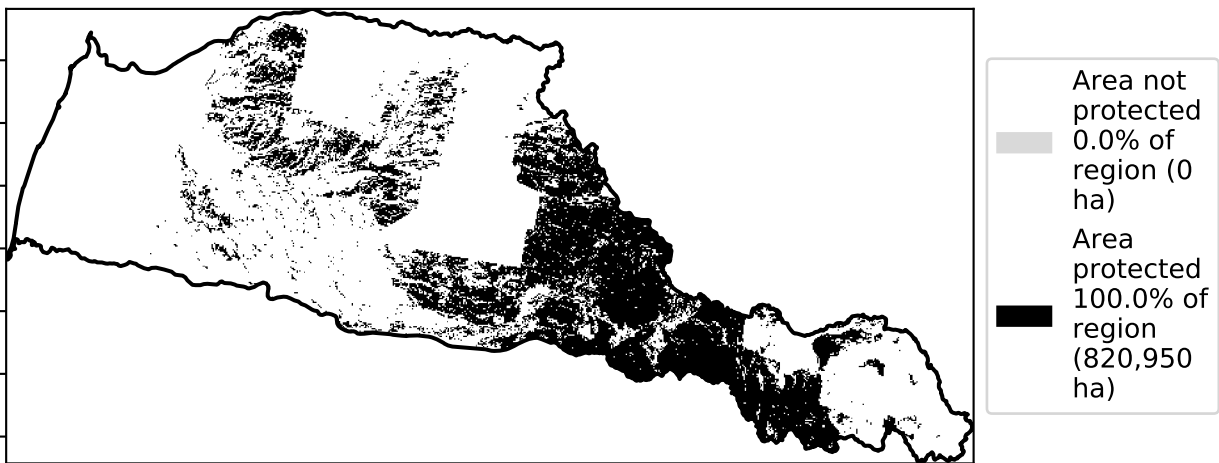 Area not
protected
0.0% of
region (0
ha)
Area
protected
100.0% of
region
(820,950
ha)